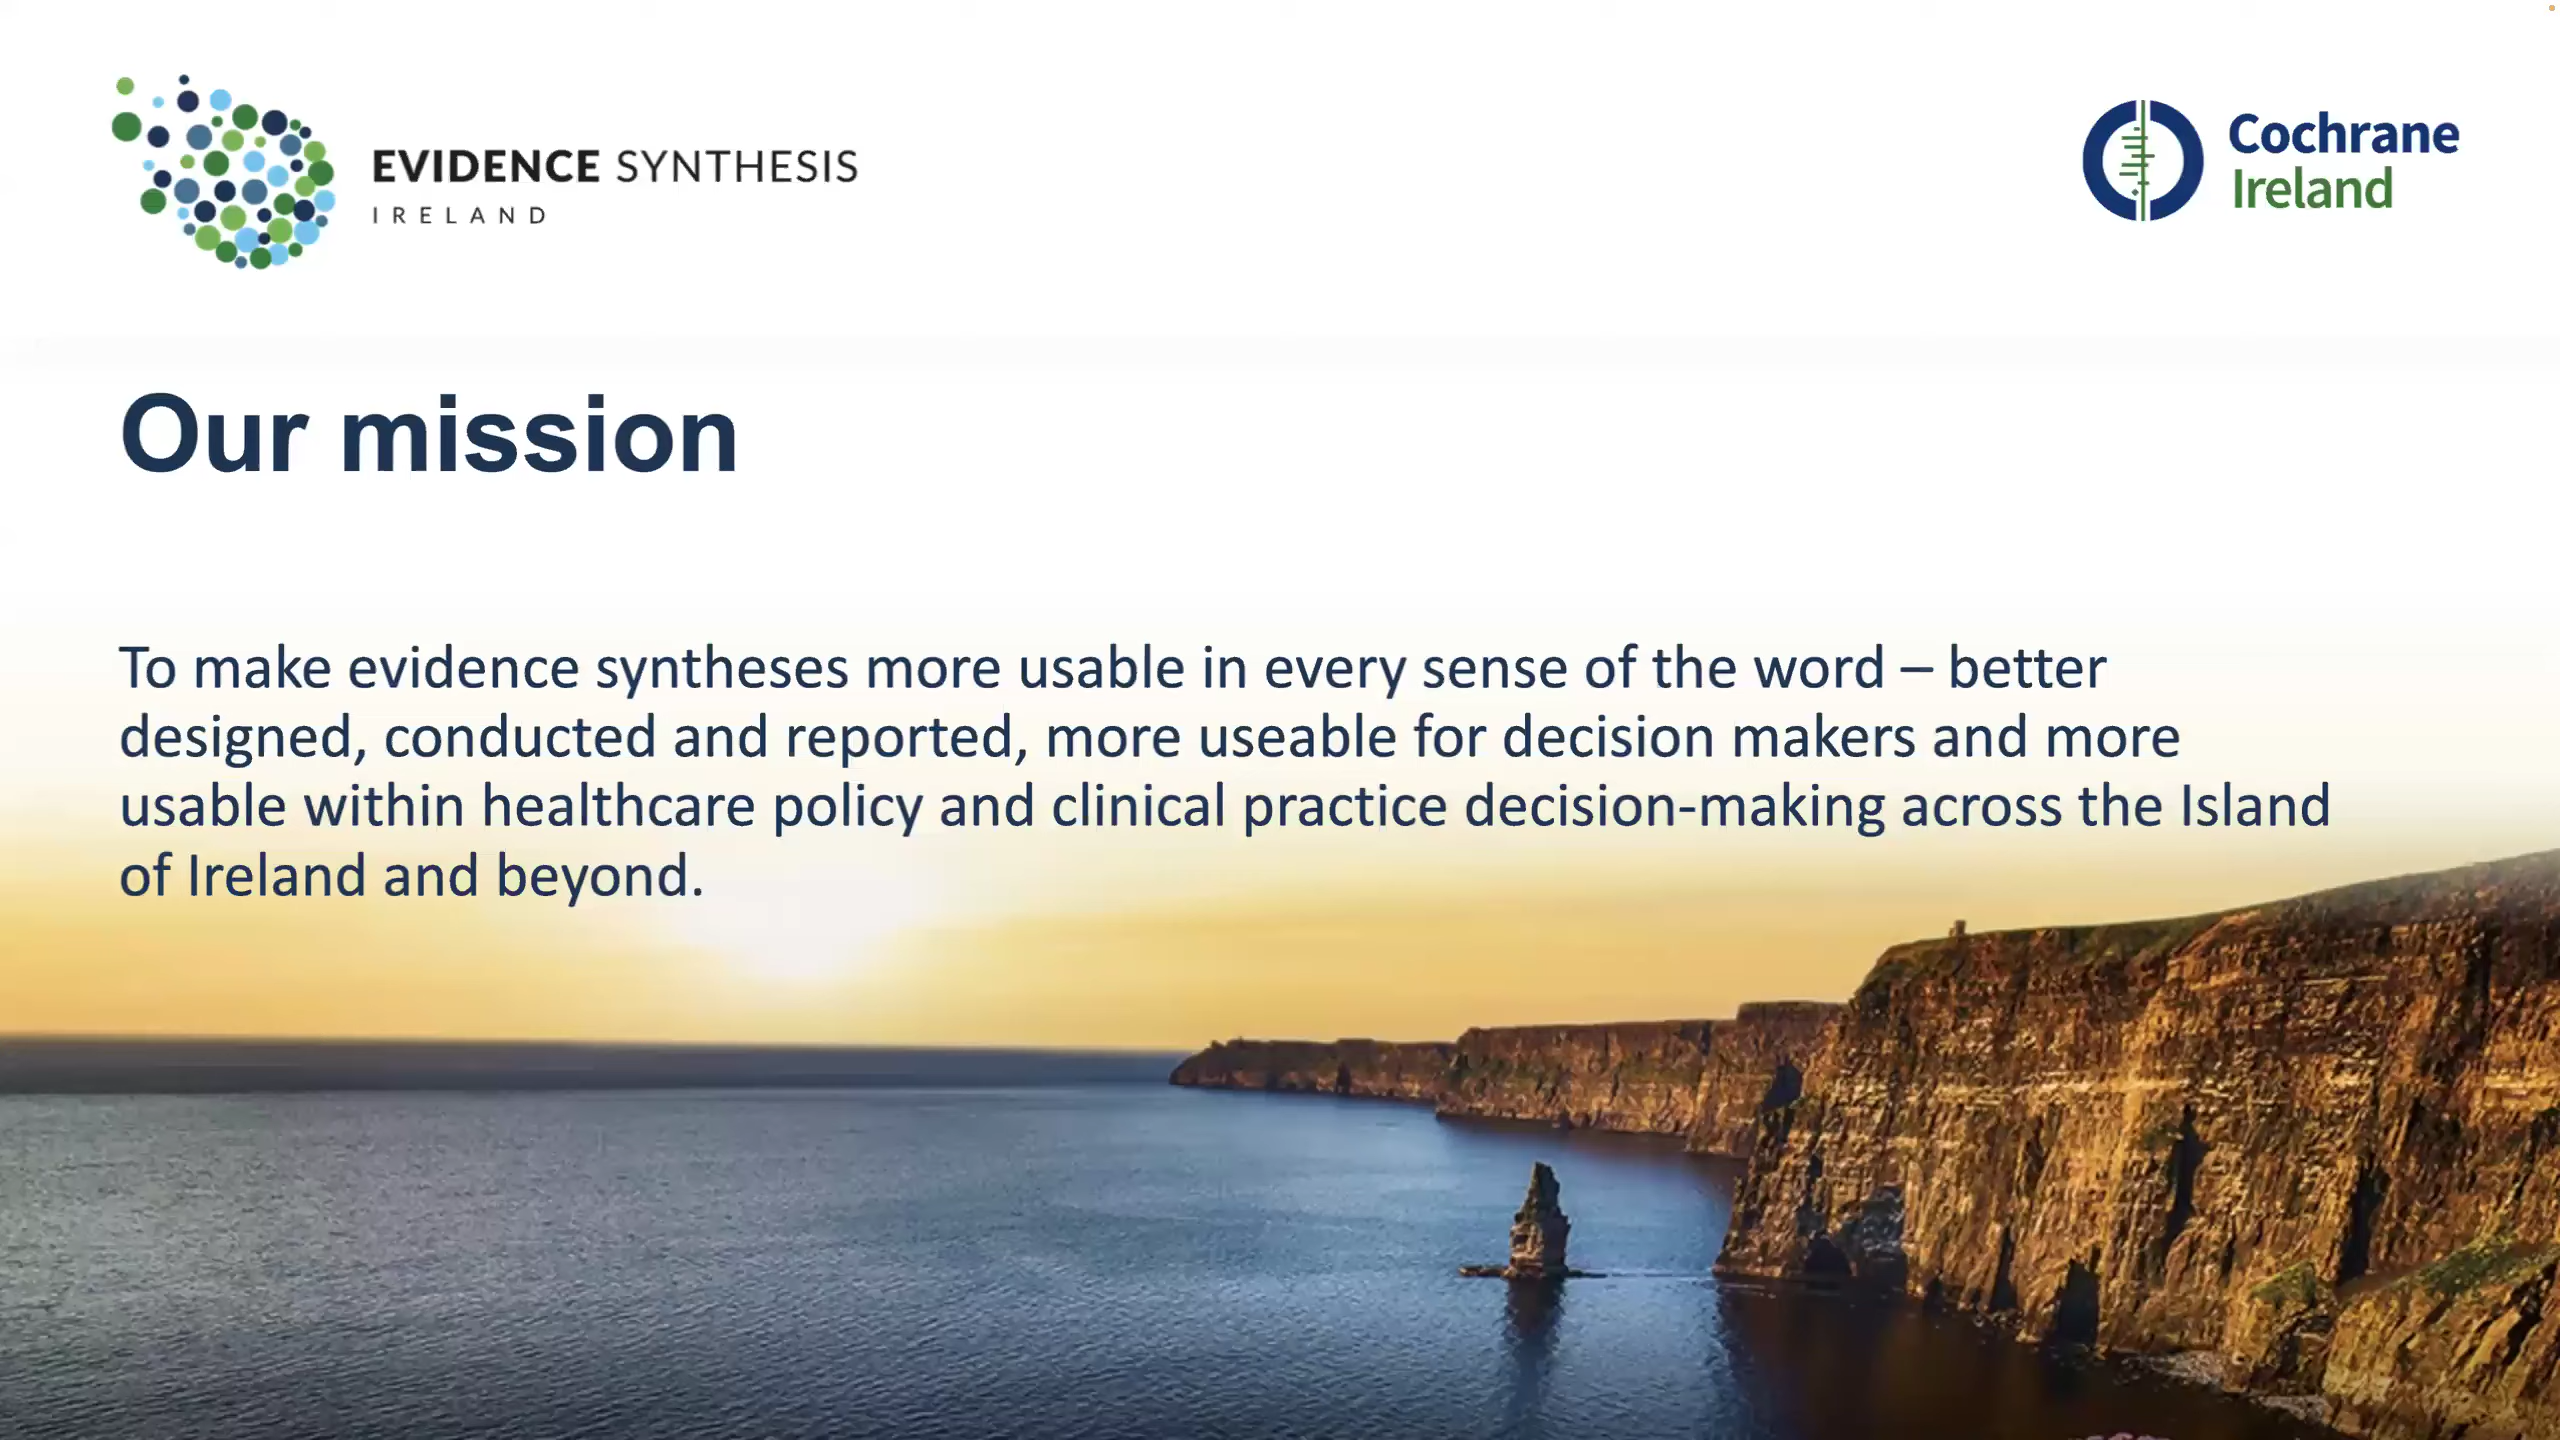 EVIDENCE SYNTHESIS
IRELAND
Cochrane
Ireland
Our mission
To make evidence syntheses more usable in every sense of the word – better
designed, conducted and reported, more useable for decision makers and more
usable within healthcare policy and clinical practice decision-making across the Island
of Ireland and beyond.